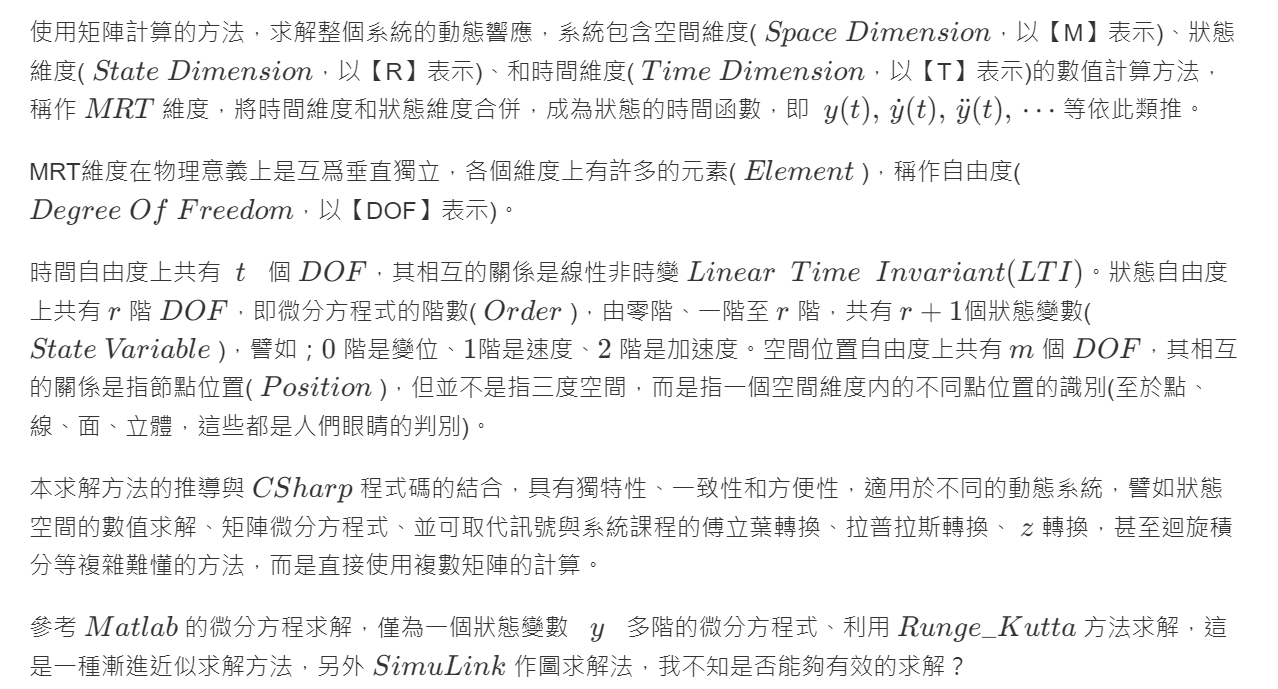 使用矩陣計算的方法，求解整個系統的動態響應，系統包含空間維度( Space Dimension，以【M】表示)、狀態
維度( State Dimension，以【R】表示)、和時間維度( Time Dimension，以【T】表示)的數值計算方法，
稱作 MRT 維度，將時間維度和狀態維度合併，成為狀態的時間函數，即 y(t), ẏ(t), ÿ(t), ⋯ 等依此類推。
MRT維度在物理意義上是互爲垂直獨立，各個維度上有許多的元素( Element )，稱作自由度(
Degree Of Freedom，以【DOF】表示)。
時間自由度上共有 t 個 DOF，其相互的關係是線性非時變 Linear Time Invariant(LTI)。狀態自由度
上共有 r 階 DOF，即微分方程式的階數( Order )，由零階、一階至 r 階，共有 r + 1個狀態變數(
State Variable )，譬如；0 階是變位、1階是速度、2 階是加速度。空間位置自由度上共有 m 個 DOF，其相互
的關係是指節點位置( Position )，但並不是指三度空間，而是指一個空間維度内的不同點位置的識別(至於點、
線、面、立體，這些都是人們眼睛的判別)。
本求解方法的推導與 CSharp 程式碼的結合，具有獨特性、一致性和方便性，適用於不同的動態系統，譬如狀態
空間的數值求解、矩陣微分方程式、並可取代訊號與系統課程的傅立葉轉換、拉普拉斯轉換、 z 轉換，甚至迴旋積
分等複雜難懂的方法，而是直接使用複數矩陣的計算。
參考 Matlab 的微分方程求解，僅為一個狀態變數 y 多階的微分方程式、利用 Runge_Kutta 方法求解，這
是一種漸進近似求解方法，另外 SimuLink 作圖求解法，我不知是否能夠有效的求解？